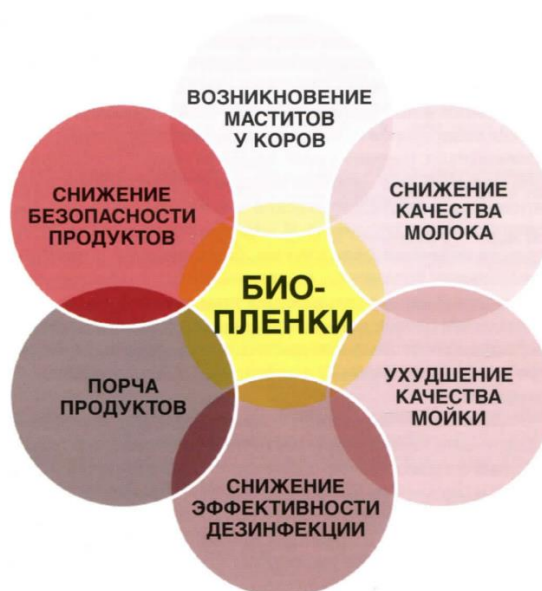 ВОЗНИКНОВЕНИЕ
МАСТИТОВ
У КОРОВ
СНИЖЕНИЕ
КАЧЕСТВА
МОЛОКА
УХУДШЕНИЕ
КАЧЕСТВА
МОЙКИ
СНИЖЕНИЕ
ЭФФЕКТИВНОСТИ
ДЕЗИНФЕКЦИИ
ПОРЧА
ПРОДУКТОВ
СНИЖЕНИЕ
БЕЗОПАСНОСТИ
ПРОДУКТОВ
БИО-
ПЛЕНКИ